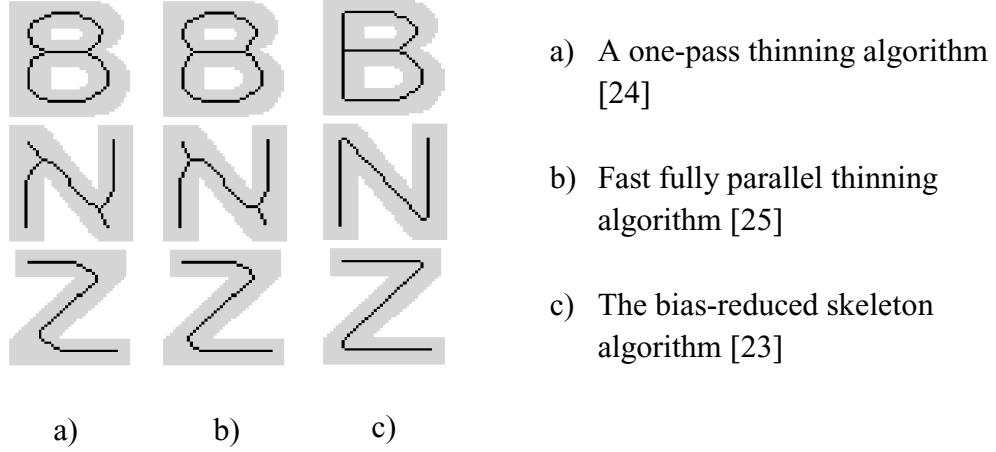 B B B
N N N
Z Z Z
a) b) c)
a) A one-pass thinning algorithm
[24]
b) Fast fully parallel thinning
algorithm [25]
c) The bias-reduced skeleton
algorithm [23]